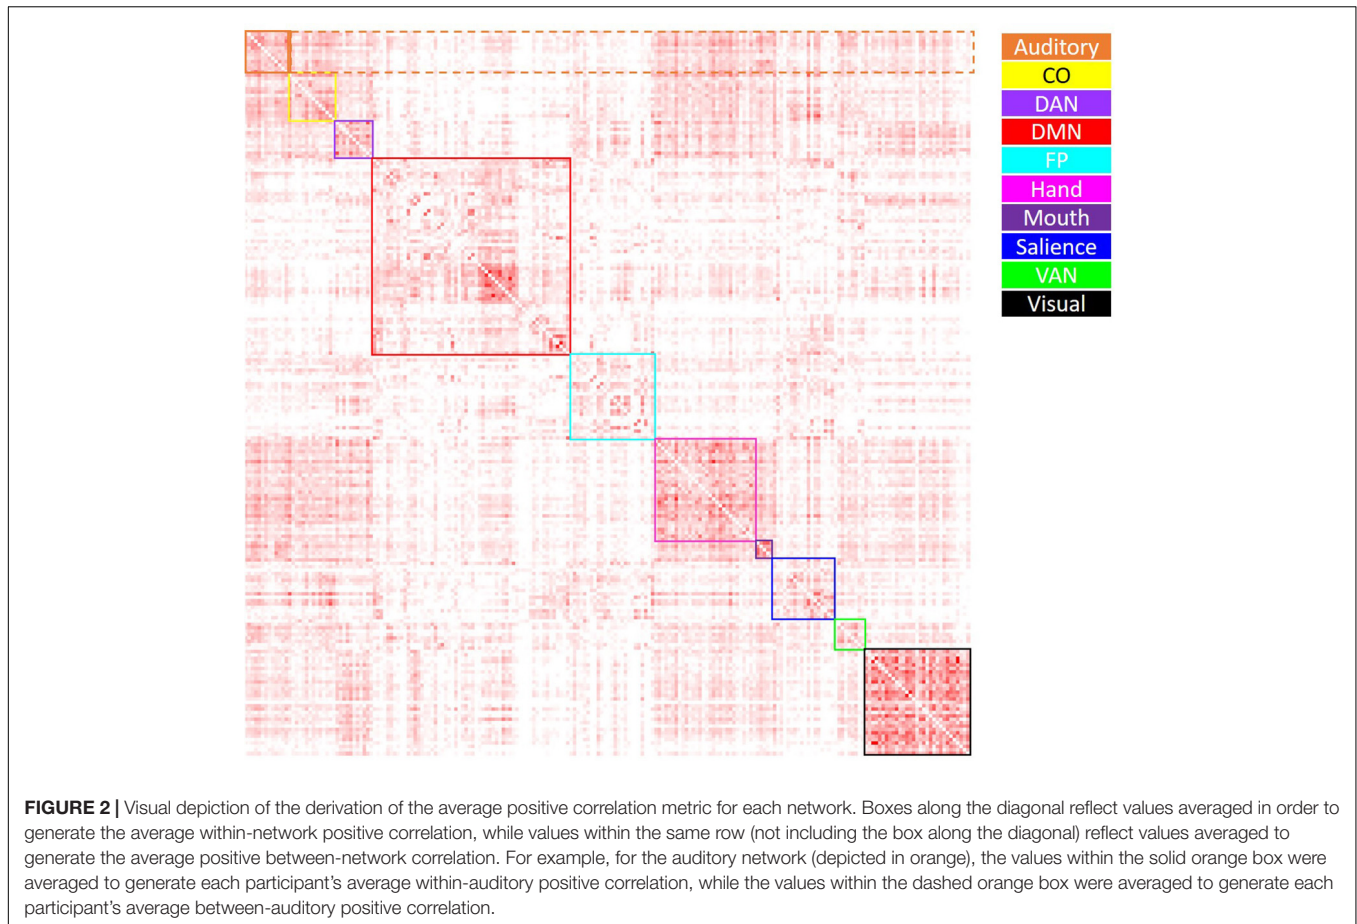 Auditory
CO
DAN
DMN
FP
Hand
Mouth
Salience
VAN
Visual
FIGURE 2 | Visual depiction of the derivation of the average positive correlation metric for each network. Boxes along the diagonal reflect values averaged in order to
generate the average within-network positive correlation, while values within the same row (not including the box along the diagonal) reflect values averaged to
generate the average positive between-network correlation. For example, for the auditory network (depicted in orange), the values within the solid orange box were
averaged to generate each participant's average within-auditory positive correlation, while the values within the dashed orange box were averaged to generate each
participant's average between-auditory positive correlation.